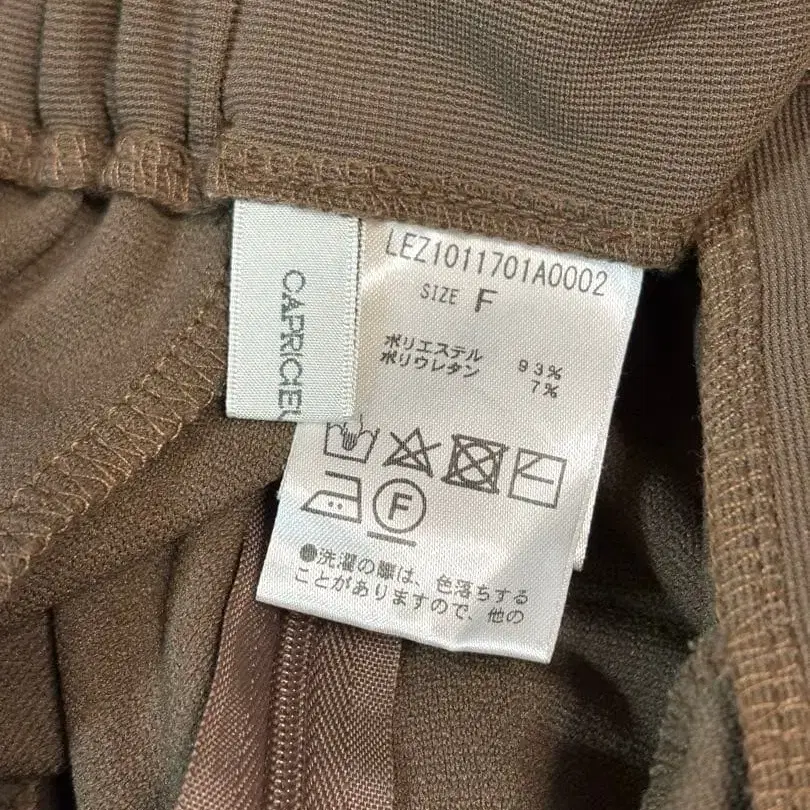 CAPRICIEU
LEZ1011701A0002
SIZE F
ポリエステル 93%
ポリウレタン 7%
F
●洗濯の際は、色落ちする
ことがありますので、他の